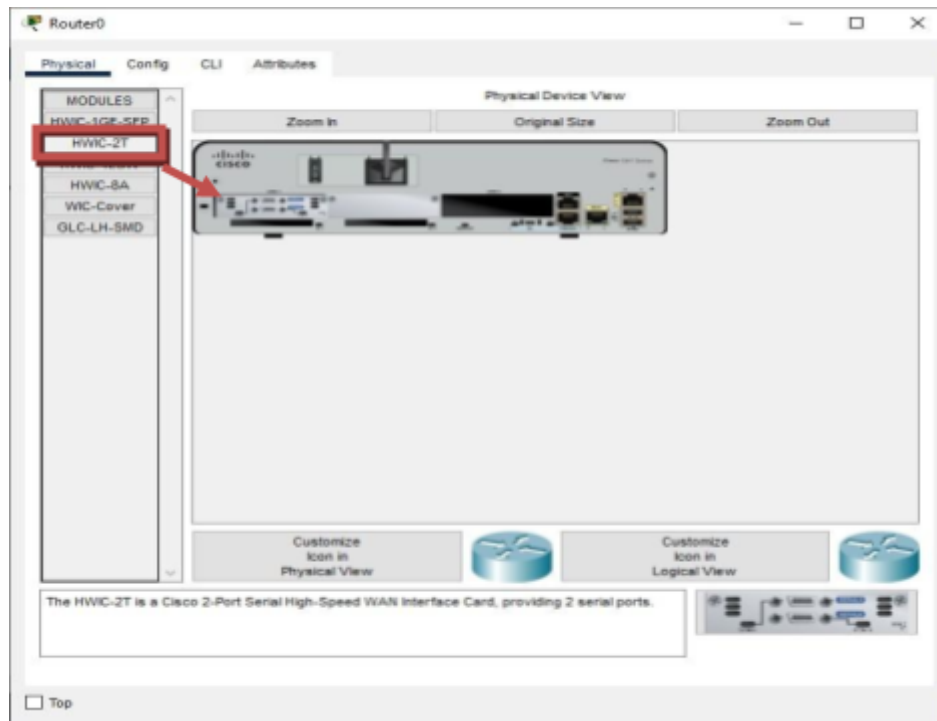 Router0
Physical Config CLI Attributes
MODULES
Physical Device View
HWIC-1GE-SFP
Zoom In Original Size Zoom Out
HWIC-2T
CISCO
HWIC-8A
WIC-Cover
GLC-LH-SMD
Customize
Icon in
Physical View
Customize
Icon in
Logical View
The HWIC-2T is a Cisco 2-Port Serial High-Speed WAN Interface Card, providing 2 serial ports.
Top